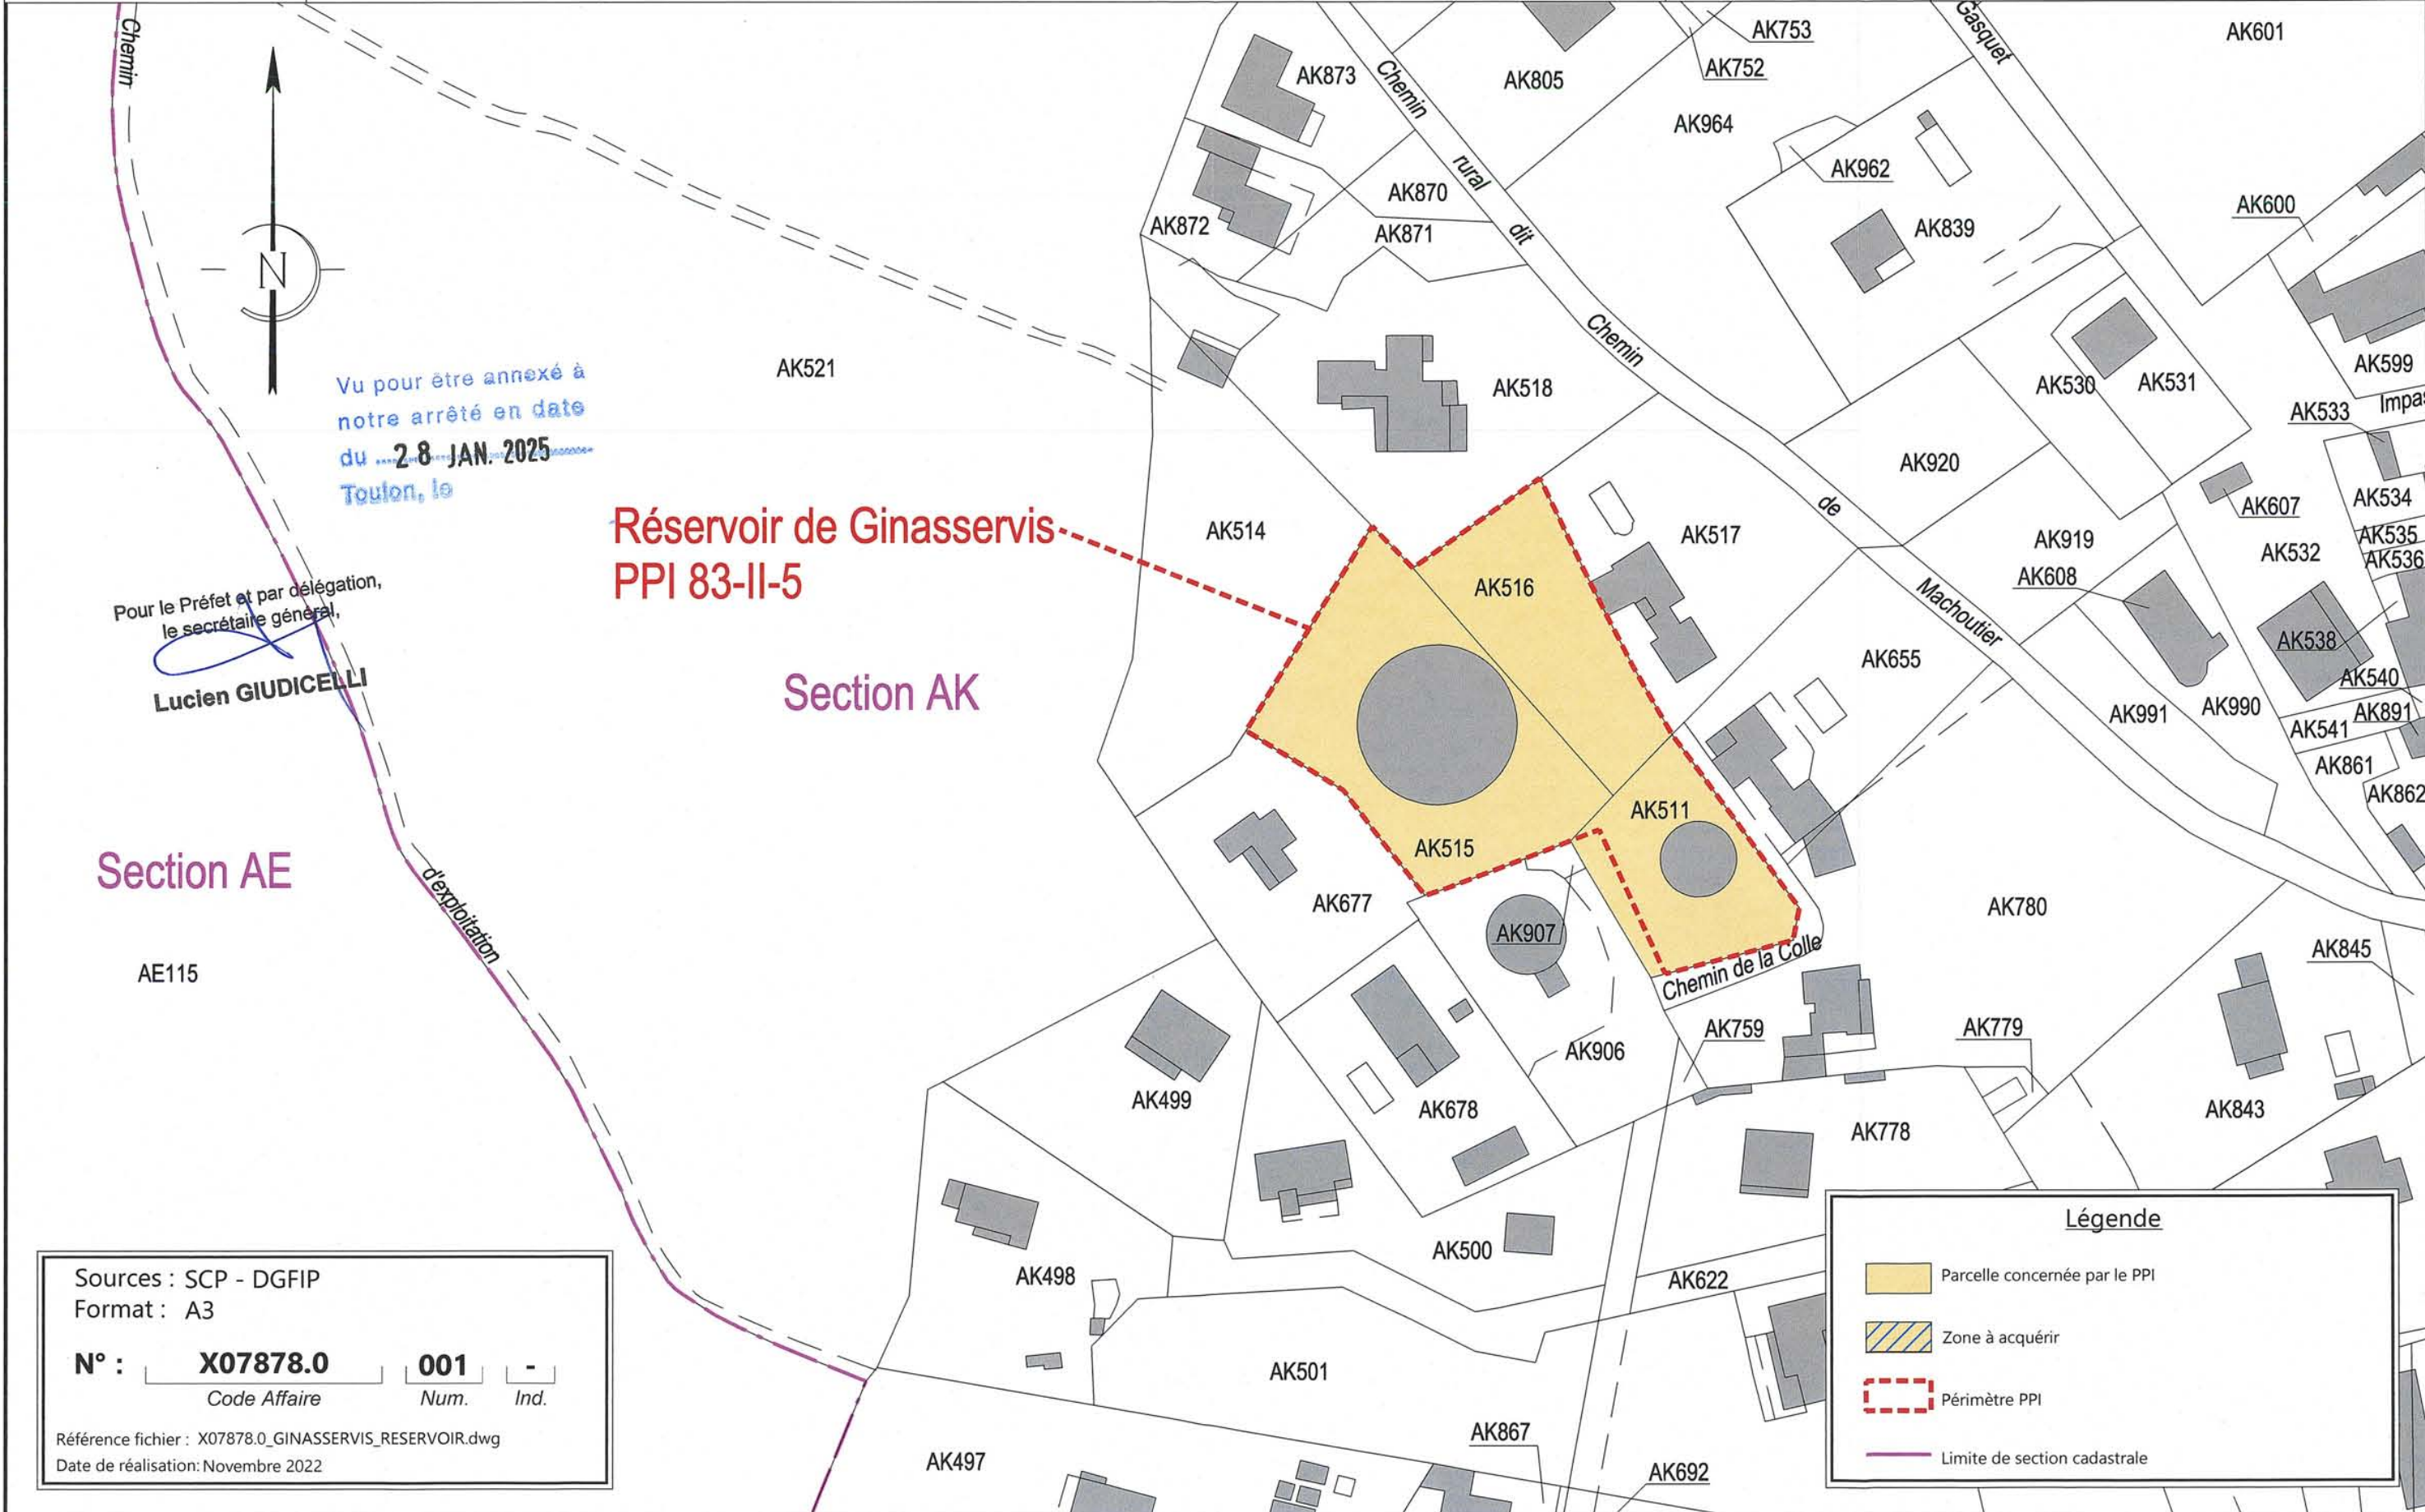 Chemin
Gasquet
AK753
AK601
AK873
Chemin
AK805
AK752
AK964
rural
AK962
AK870
AK600
AK872
AK871
dit
AK839
N
Chemin
AK521
AK518
AK530
AK531
AK599
Vu pour être annexé à
notre arrêté en date
du 28 JAN. 2025
Toulon, le
AK533
Impas
AK920
de
AK534
AK607
Réservoir de Ginasservis
PPI 83-II-5
AK514
AK517
AK919
AK532
AK535
AK536
AK516
AK608
Pour le Préfet et par délégation,
le secrétaire général,
Lucien GIUDICELLI
Machoutier
AK538
AK655
AK540
Section AK
AK991
AK990
AK891
AK541
AK861
AK862
AK511
AK515
Section AE
d'exploitation
AK677
AK907
AK780
Chemin de la Colle
AK845
AE115
AK759
AK779
AK906
AK499
AK678
AK843
AK778
AK500
AK498
AK622
AK501
AK867
AK497
AK692
Sources : SCP - DGFIP
Format : A3
N° : X07878.0 001 -
Code Affaire Num. Ind.
Référence fichier : X07878.0_GINASSERVIS_RESERVOIR.dwg
Date de réalisation: Novembre 2022
Légende
Parcelle concernée par le PPI
Zone à acquérir
Périmètre PPI
Limite de section cadastrale